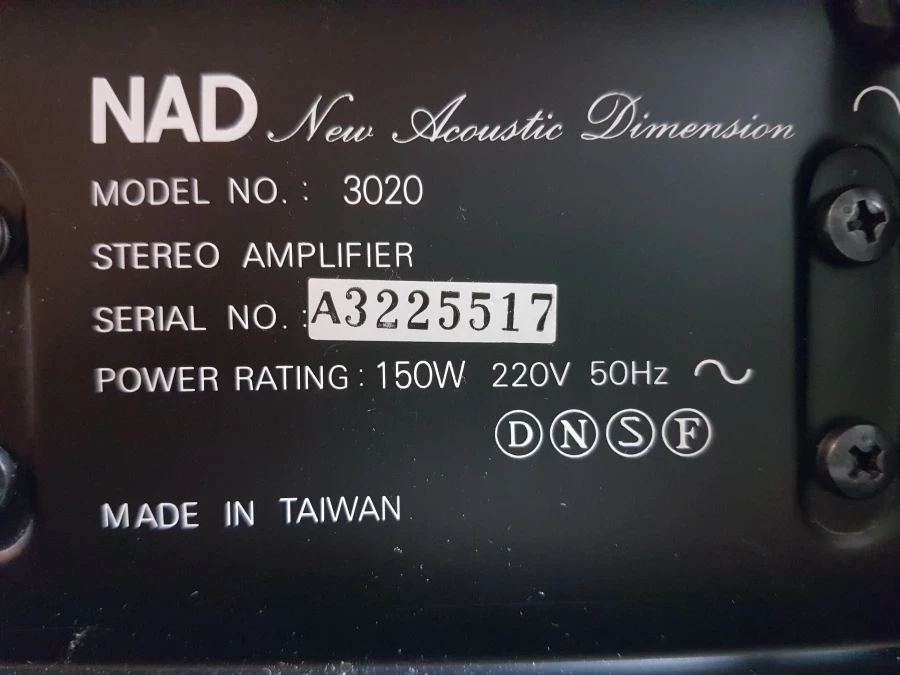 NAD New Acoustic Dimension
MODEL NO. : 3020
STEREO AMPLIFIER
SERIAL NO. : A3225517
POWER RATING : 150W 220V 50Hz ~
D N S F
MADE IN TAIWAN